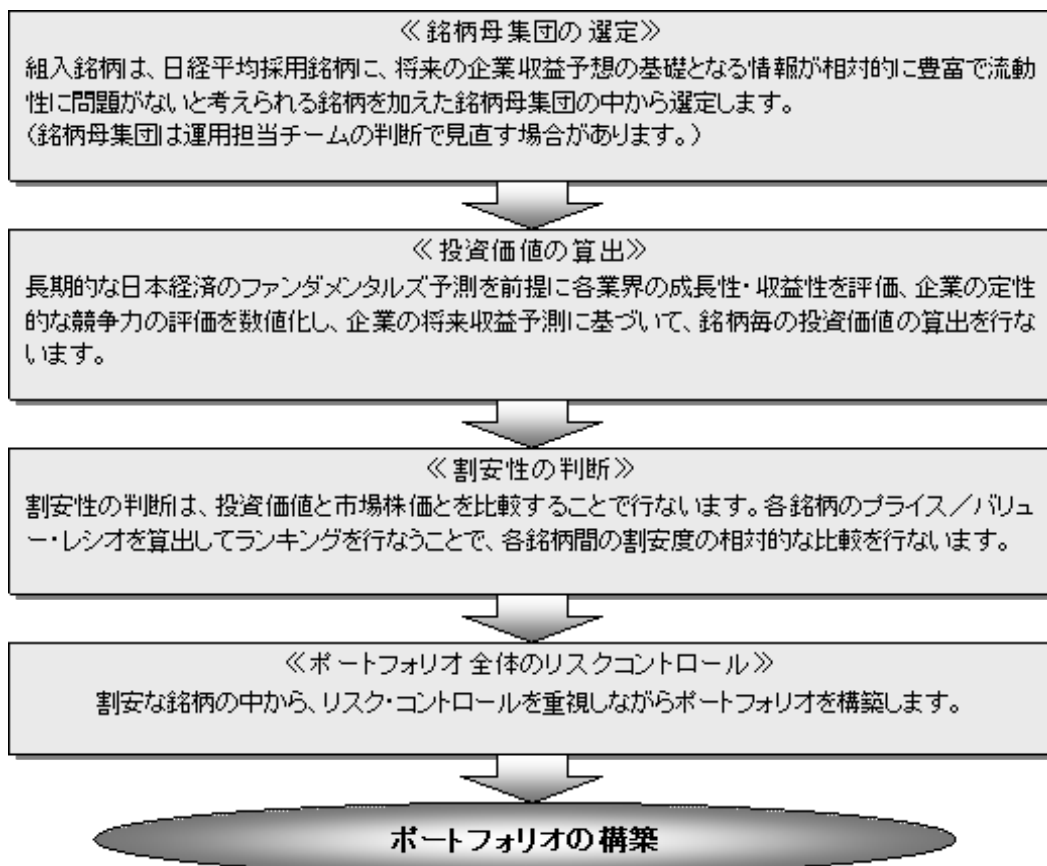 ≪銘柄母集団の選定≫
組入銘柄は、日経平均採用銘柄に、将来の企業収益予想の基礎となる情報が相対的に豊富で流動
性に問題がないと考えられる銘柄を加えた銘柄母集団の中から選定します。
（銘柄母集団は運用担当チームの判断で見直す場合があります。）
≪投資価値の算出≫
長期的な日本経済のファンダメンタルズ予測を前提に各業界の成長性・収益性を評価、企業の定性
的な競争力の評価を数値化し、企業の将来収益予測に基づいて、銘柄毎の投資価値の算出を行な
います。
≪割安性の判断≫
割安性の判断は、投資価値と市場株価とを比較することで行ないます。各銘柄のプライス／バリュ
ー・レシオを算出してランキングを行なうことで、各銘柄間の割安度の相対的な比較を行ないます。
≪ポートフォリオ全体のリスクコントロール≫
割安な銘柄の中から、リスク・コントロールを重視しながらポートフォリオを構築します。
ポートフォリオの構築